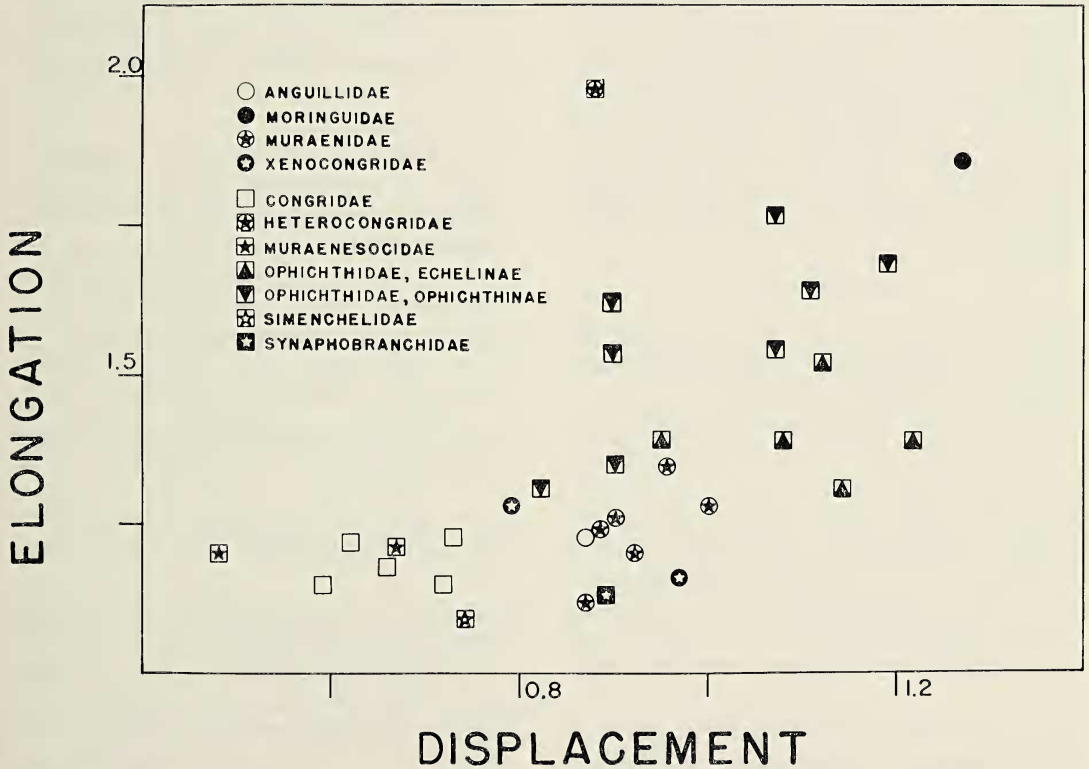 ELONGATION
2.0
1.5
ANGUILLIDAE
MORINGUIDAE
MURAENIDAE
XENOCONGRIDAE
CONGRIDAE
HETEROCONGRIDAE
MURAENESOCIDAE
OPHICHTHIDAE, ECHELINAE
OPHICHTHIDAE, OPHICHTHINAE
SIMENCHELIDAE
SYNAPHOBRANCHIDAE
0.8
1.2
DISPLACEMENT